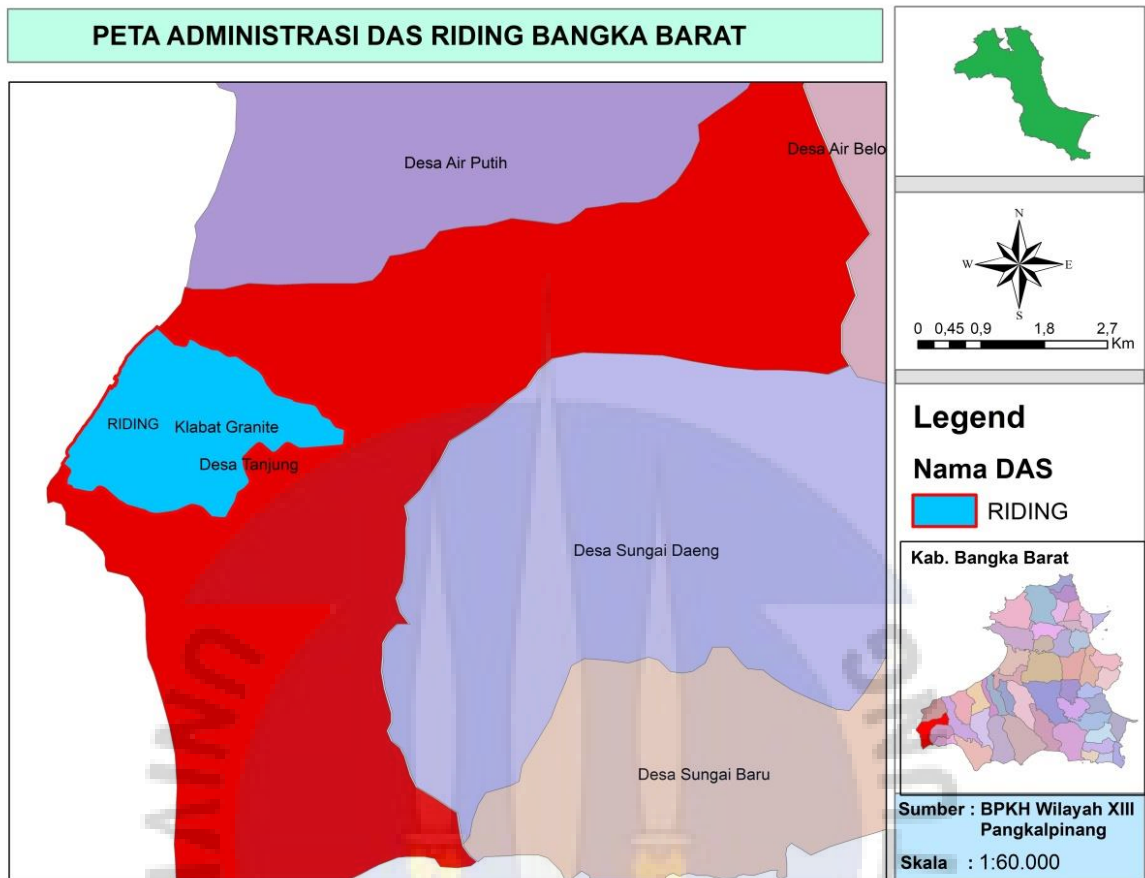 PETA ADMINISTRASI DAS RIDING BANGKA BARAT
Desa Air Putih
Desa Air Belo
RIDING
Klabat Granite
Desa Tanjung
Desa Sungai Daeng
Desa Sungai Baru
N
W
E
S
0 0,45 0,9 1,8 2,7
Km
Legend
Nama DAS
RIDING
Kab. Bangka Barat
Sumber : BPKH Wilayah XIII
Pangkalpinang
Skala : 1:60.000